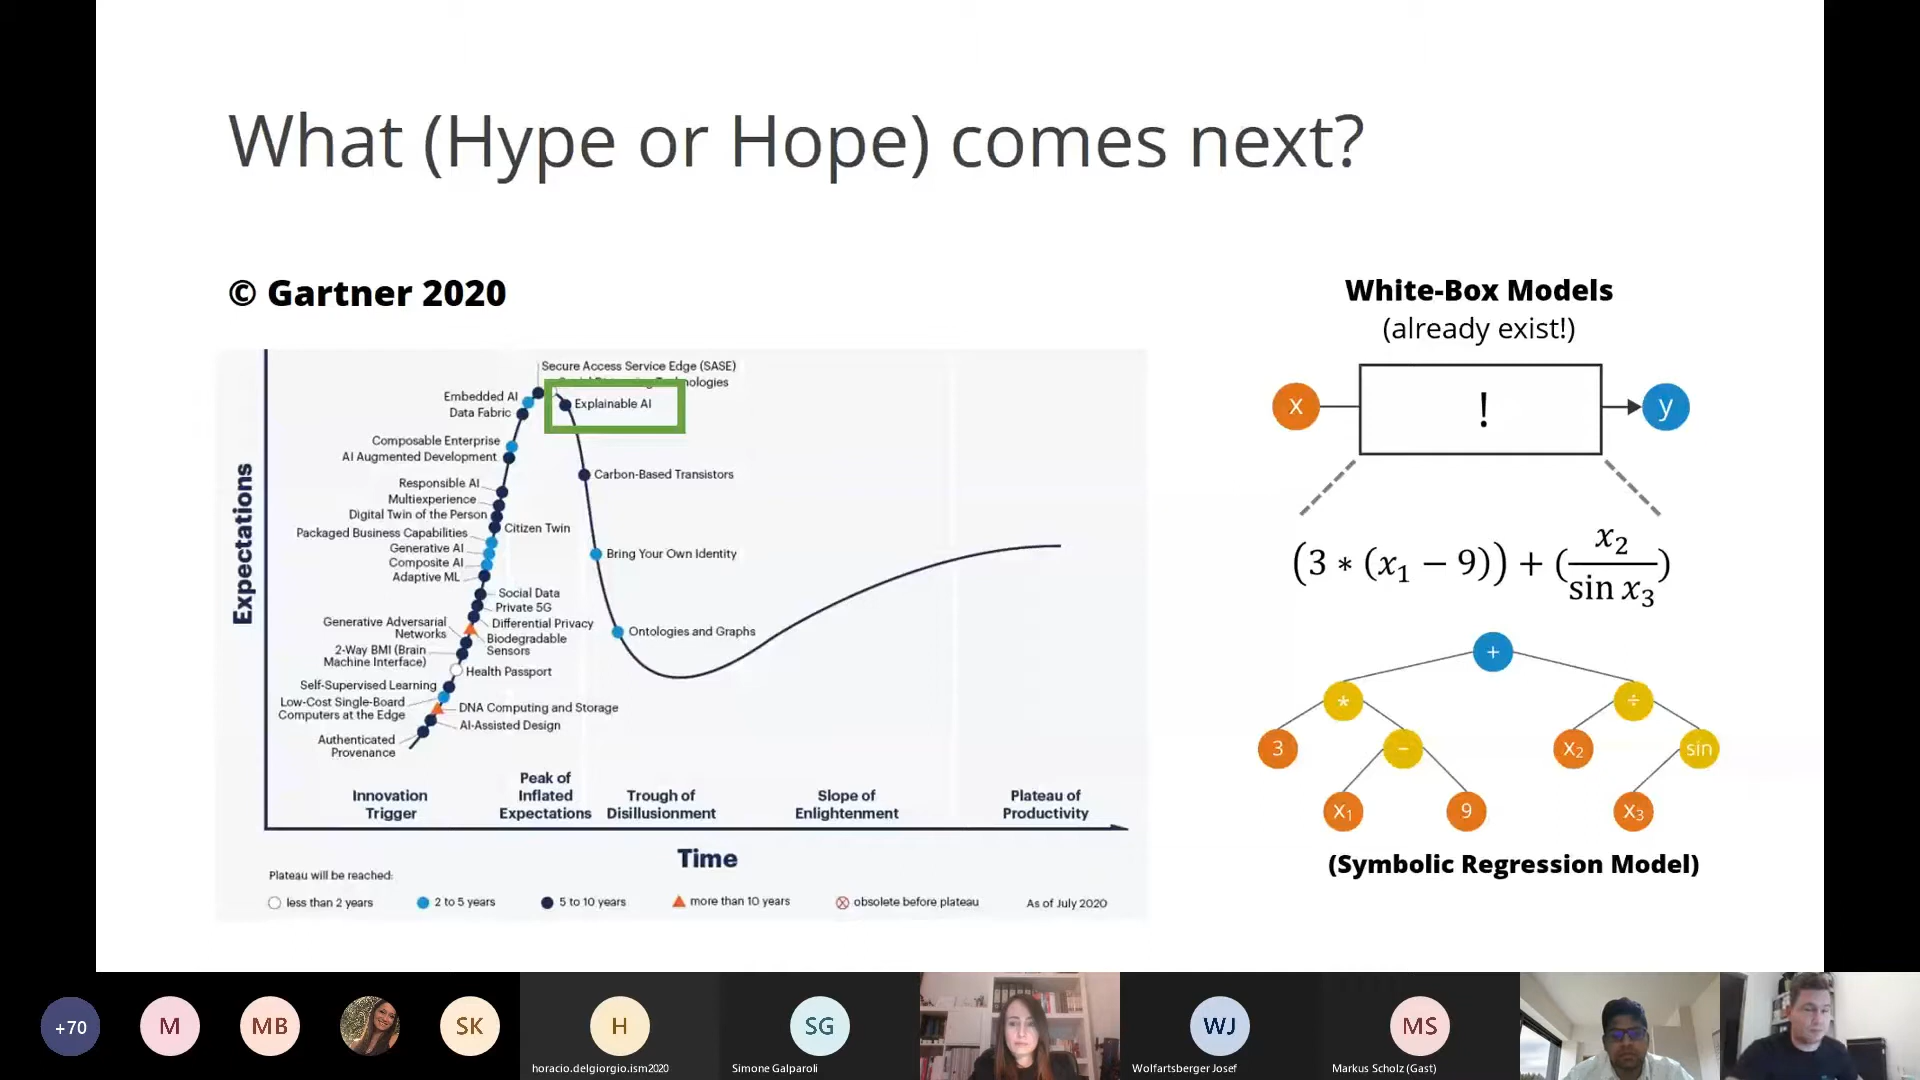 What (Hype or Hope) comes next?
© Gartner 2020
Expectations
Secure Access Service Edge (SASE)
Explainable AI
Embedded AI
Data Fabric
Composable Enterprise
AI Augmented Development
Carbon-Based Transistors
Responsible AI
Multiexperience
Digital Twin of the Person
Citizen Twin
Packaged Business Capabilities
Generative AI
Composite AI
Adaptive ML
Bring Your Own Identity
Social Data
Private 5G
Differential Privacy
Generative Adversarial
Networks
Biodegradable
Sensors
Ontologies and Graphs
2-Way BMI (Brain
Machine Interface)
Health Passport
Self-Supervised Learning
Low-Cost Single-Board
Computers at the Edge
DNA Computing and Storage
AI-Assisted Design
Authenticated
Provenance
Innovation
Trigger
Peak of
Inflated
Expectations
Trough of
Disillusionment
Slope of
Enlightenment
Plateau of
Productivity
Time
Plateau will be reached:
less than 2 years
2 to 5 years
5 to 10 years
more than 10 years
obsolete before plateau
As of July 2020
White-Box Models
(already exist!)
x
!
y
(3 * (x₁ − 9)) + (x₂ / sin x₃)
+
*
÷
3
−
x₂
sin
x₁
9
x₃
(Symbolic Regression Model)
+70
M
MB
SK
H
horacio.delgiorgio.ism2020
SG
Simone Galparoli
WJ
Wolfartsberger Josef
MS
Markus Scholz (Gast)